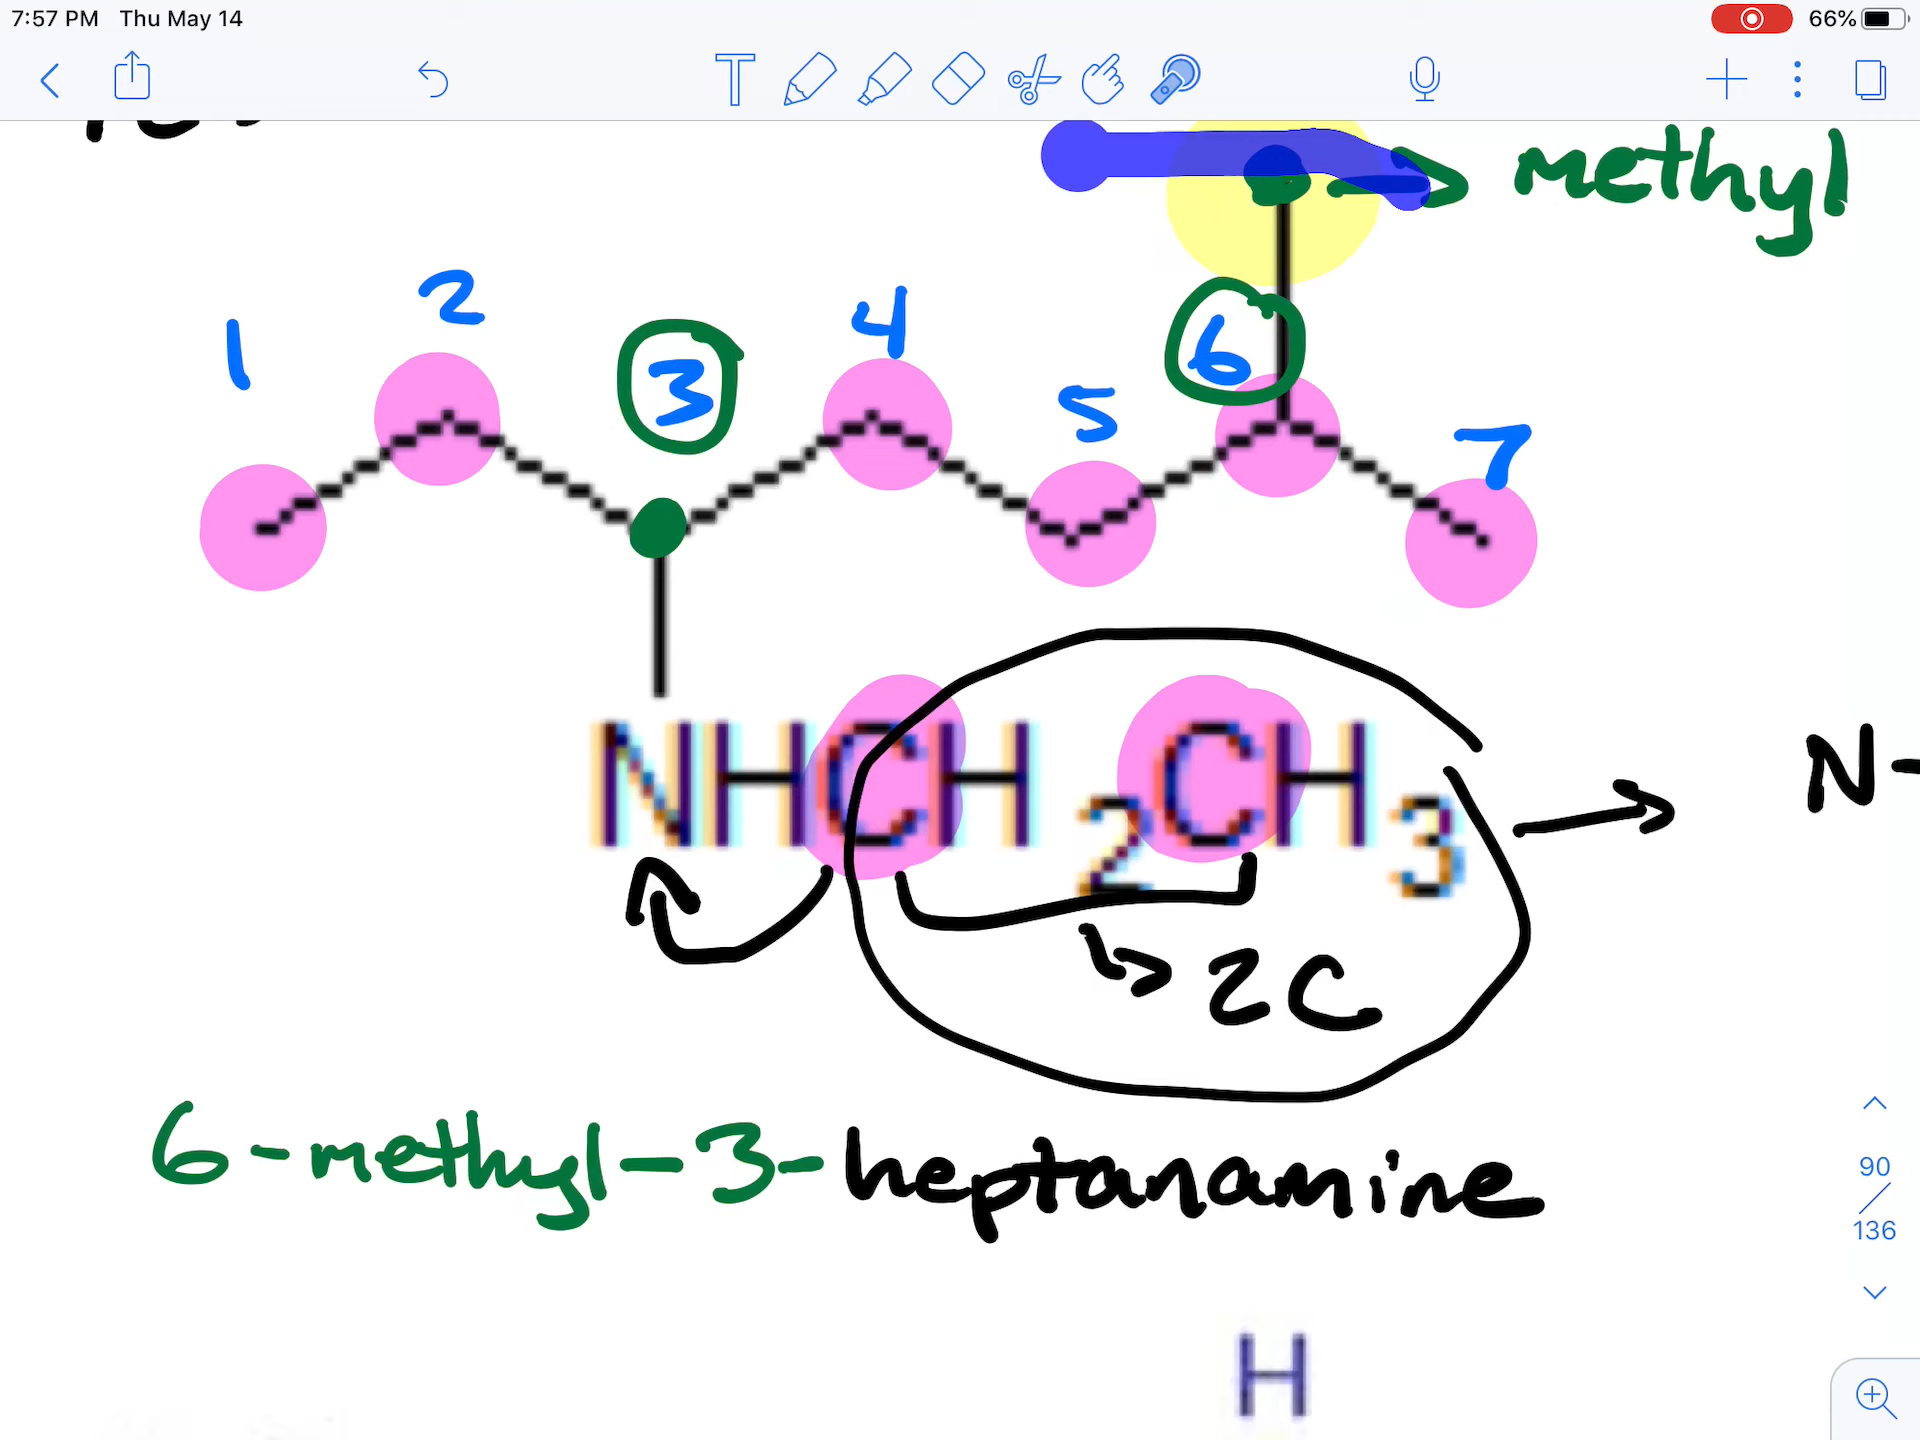 7:57 PM Thu May 14
66%
T
methyl
1 2 3 4 5 6 7
NHCH2CH3
N-
2C
6-methyl-3-heptanamine
90
136
H